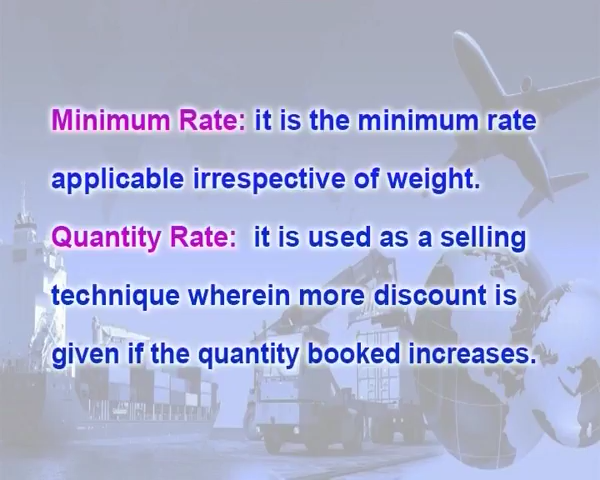 Minimum Rate: it is the minimum rate
applicable irrespective of weight.
Quantity Rate: it is used as a selling
technique wherein more discount is
given if the quantity booked increases.